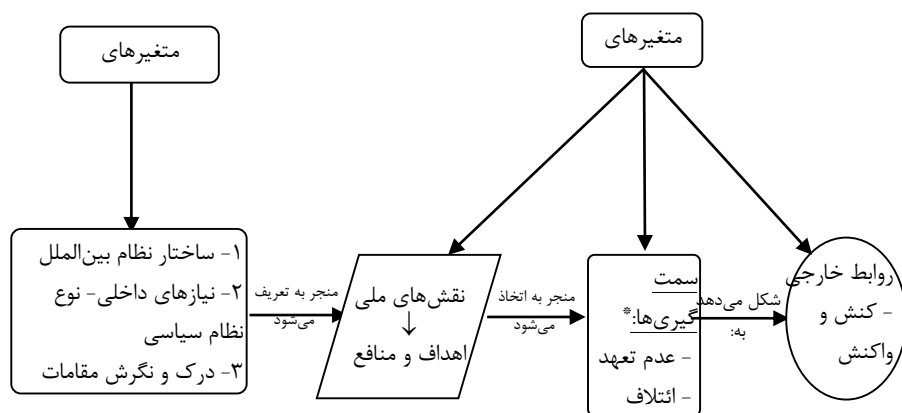 متغیرهای
متغیرهای
۱- ساختار نظام بین‌الملل
۲- نیازهای داخلی- نوع
نظام سیاسی
۳- درک و نگرش مقامات
منجر به تعریف
می‌شود
نقش‌های ملی
↓
اهداف و منافع
منجر به اتخاذ
می‌شود
سمت
گیری‌ها:*
- عدم تعهد
- ائتلاف
شکل می‌دهد
به:
روابط خارجی
- کنش و
واکنش